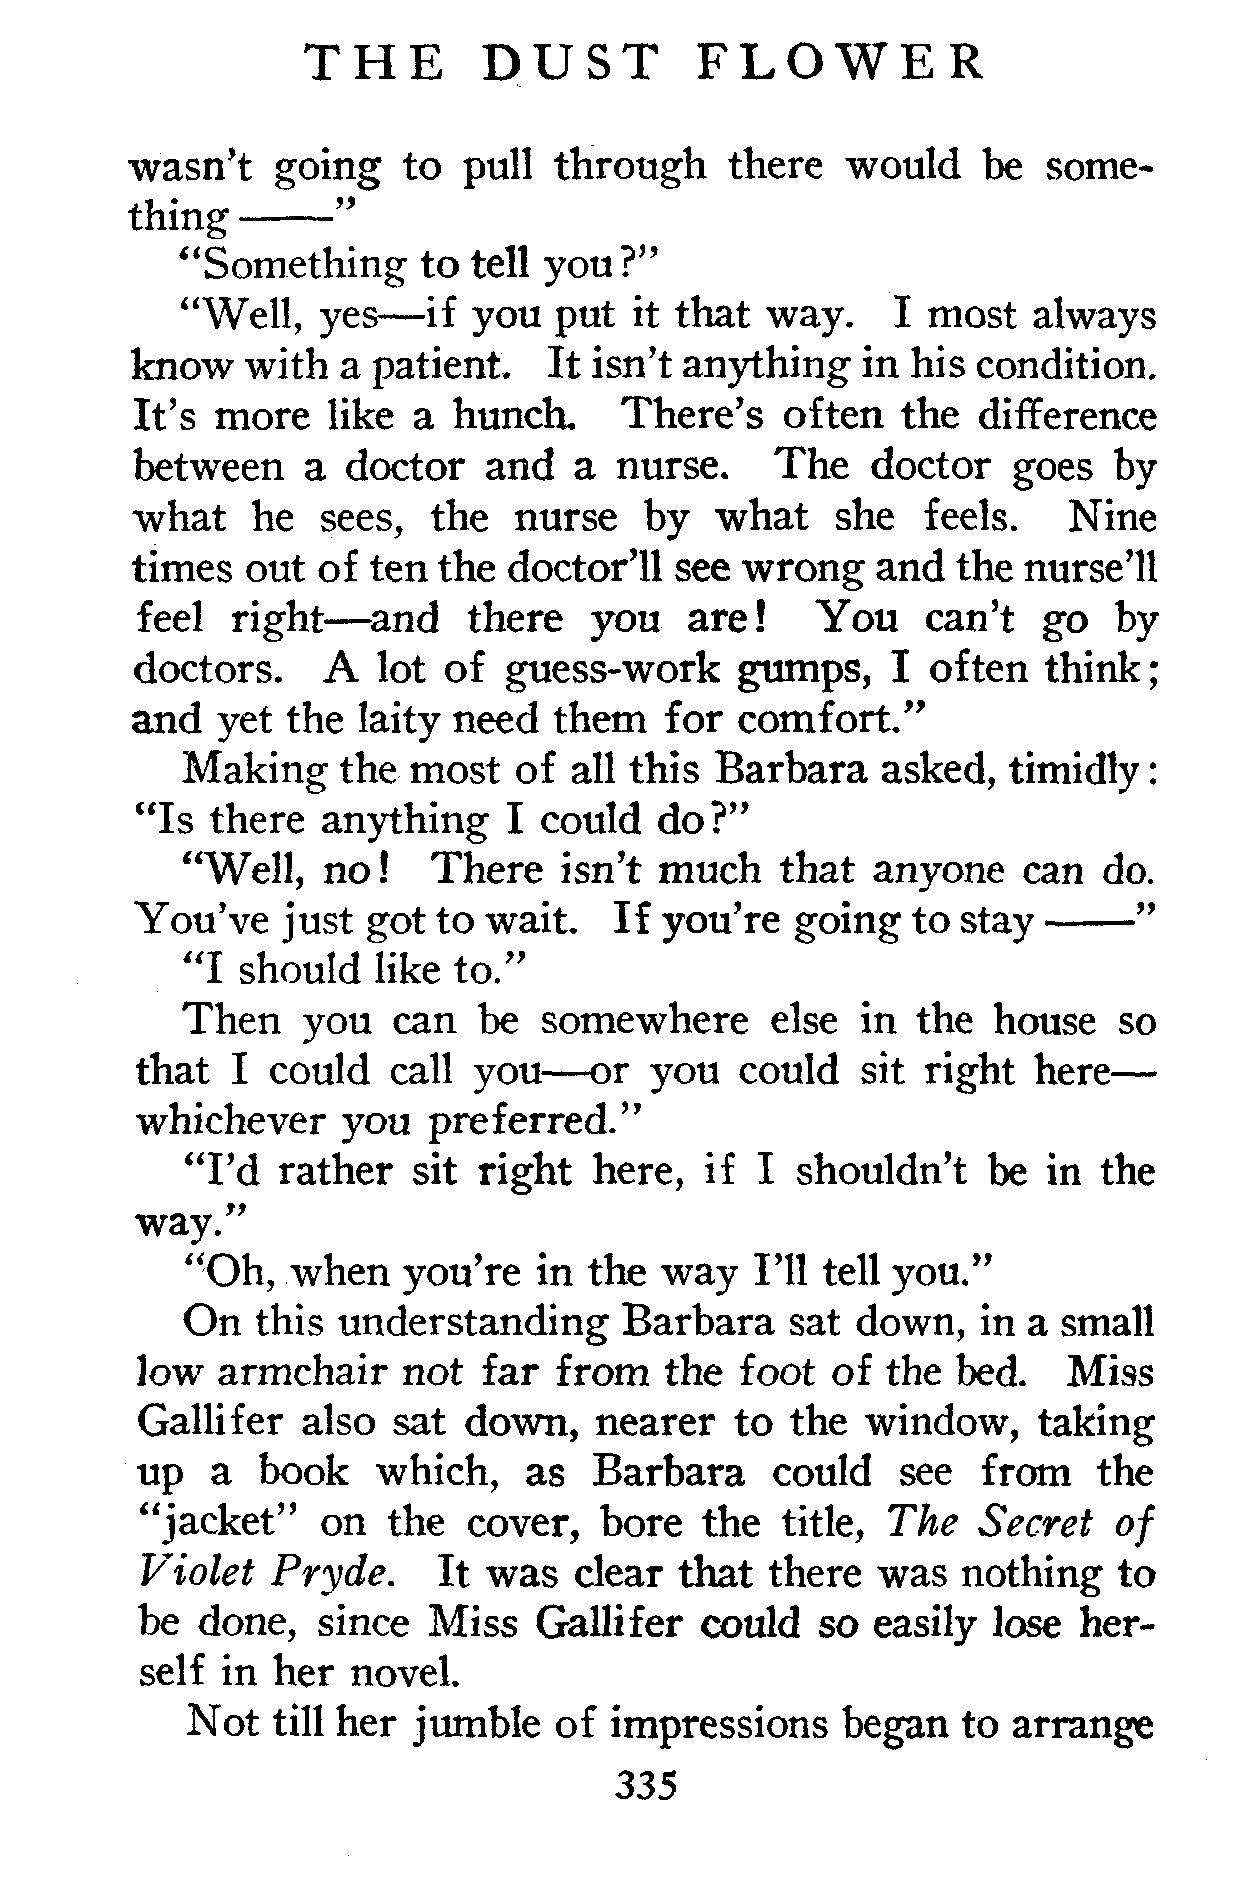 THE DUST FLOWER
wasn't going to pull through there would be some-
thing ——"
"Something to tell you?"
"Well, yes—if you put it that way. I most always
know with a patient. It isn't anything in his condition.
It's more like a hunch. There's often the difference
between a doctor and a nurse. The doctor goes by
what he sees, the nurse by what she feels. Nine
times out of ten the doctor'll see wrong and the nurse'll
feel right—and there you are! You can't go by
doctors. A lot of guess-work gumps, I often think;
and yet the laity need them for comfort."
Making the most of all this Barbara asked, timidly:
"Is there anything I could do?"
"Well, no! There isn't much that anyone can do.
You've just got to wait. If you're going to stay ——"
"I should like to."
Then you can be somewhere else in the house so
that I could call you—or you could sit right here—
whichever you preferred."
"I'd rather sit right here, if I shouldn't be in the
way."
"Oh, when you're in the way I'll tell you."
On this understanding Barbara sat down, in a small
low armchair not far from the foot of the bed. Miss
Gallifer also sat down, nearer to the window, taking
up a book which, as Barbara could see from the
"jacket" on the cover, bore the title, The Secret of
Violet Pryde. It was clear that there was nothing to
be done, since Miss Gallifer could so easily lose her-
self in her novel.
Not till her jumble of impressions began to arrange
335